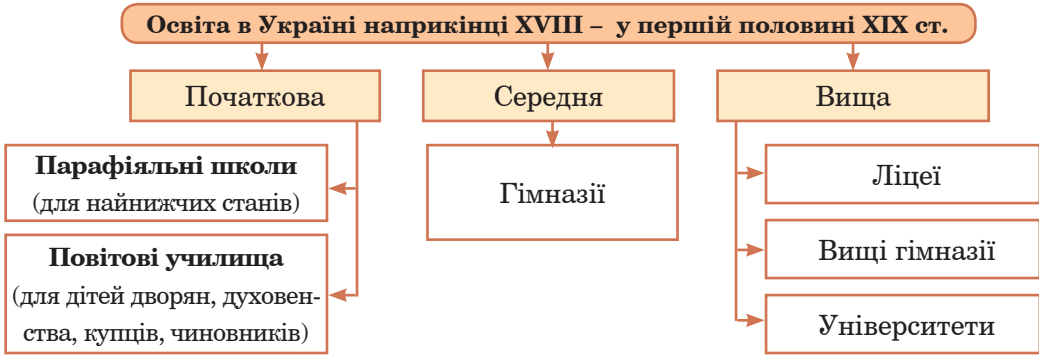 Освіта в Україні наприкінці XVIII – у першій половині XIX ст.
Початкова
Середня
Вища
Парафіяльні школи
(для найнижчих станів)
Повітові училища
(для дітей дворян, духовен-
ства, купців, чиновників)
Гімназії
Ліцеї
Вищі гімназії
Університети